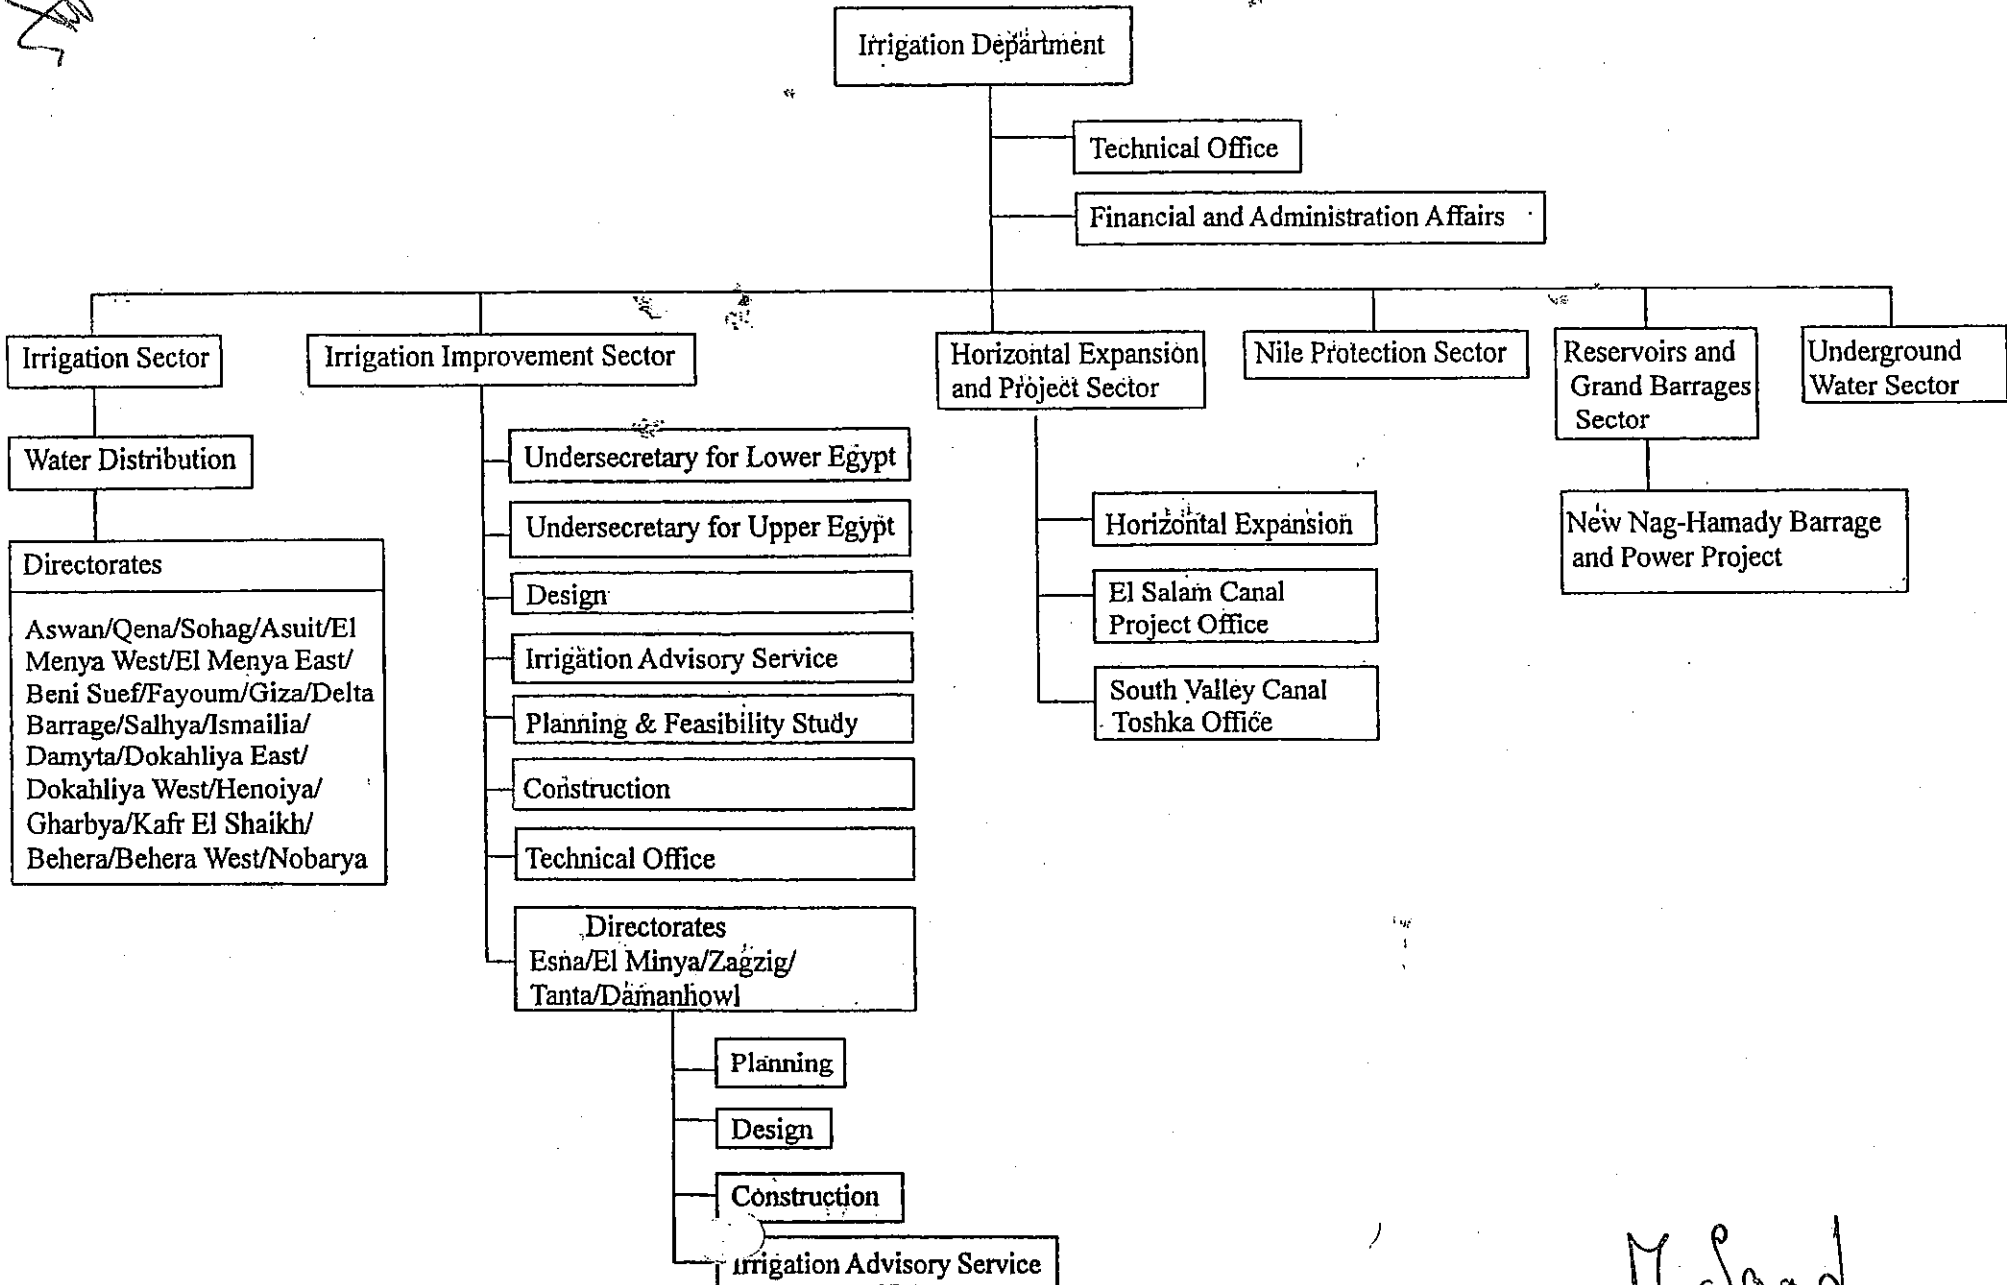 Irrigation Department
Technical Office
Financial and Administration Affairs
Irrigation Sector
Irrigation Improvement Sector
Horizontal Expansion
and Project Sector
Nile Protection Sector
Reservoirs and
Grand Barrages
Sector
Underground
Water Sector
Water Distribution
Directorates
Aswan/Qena/Sohag/Asuit/El
Menya West/El Menya East/
Beni Suef/Fayoum/Giza/Delta
Barrage/Salhya/Ismailia/
Damyta/Dokahliya East/
Dokahliya West/Henoiya/
Gharbya/Kafr El Shaikh/
Behera/Behera West/Nobarya
Undersecretary for Lower Egypt
Undersecretary for Upper Egypt
Design
Irrigation Advisory Service
Planning & Feasibility Study
Construction
Technical Office
Directorates
Esna/El Minya/Zagzig/
Tanta/Damanhowl
Planning
Design
Construction
Irrigation Advisory Service
Horizontal Expansion
El Salam Canal
Project Office
South Valley Canal
Toshka Office
New Nag-Hamady Barrage
and Power Project